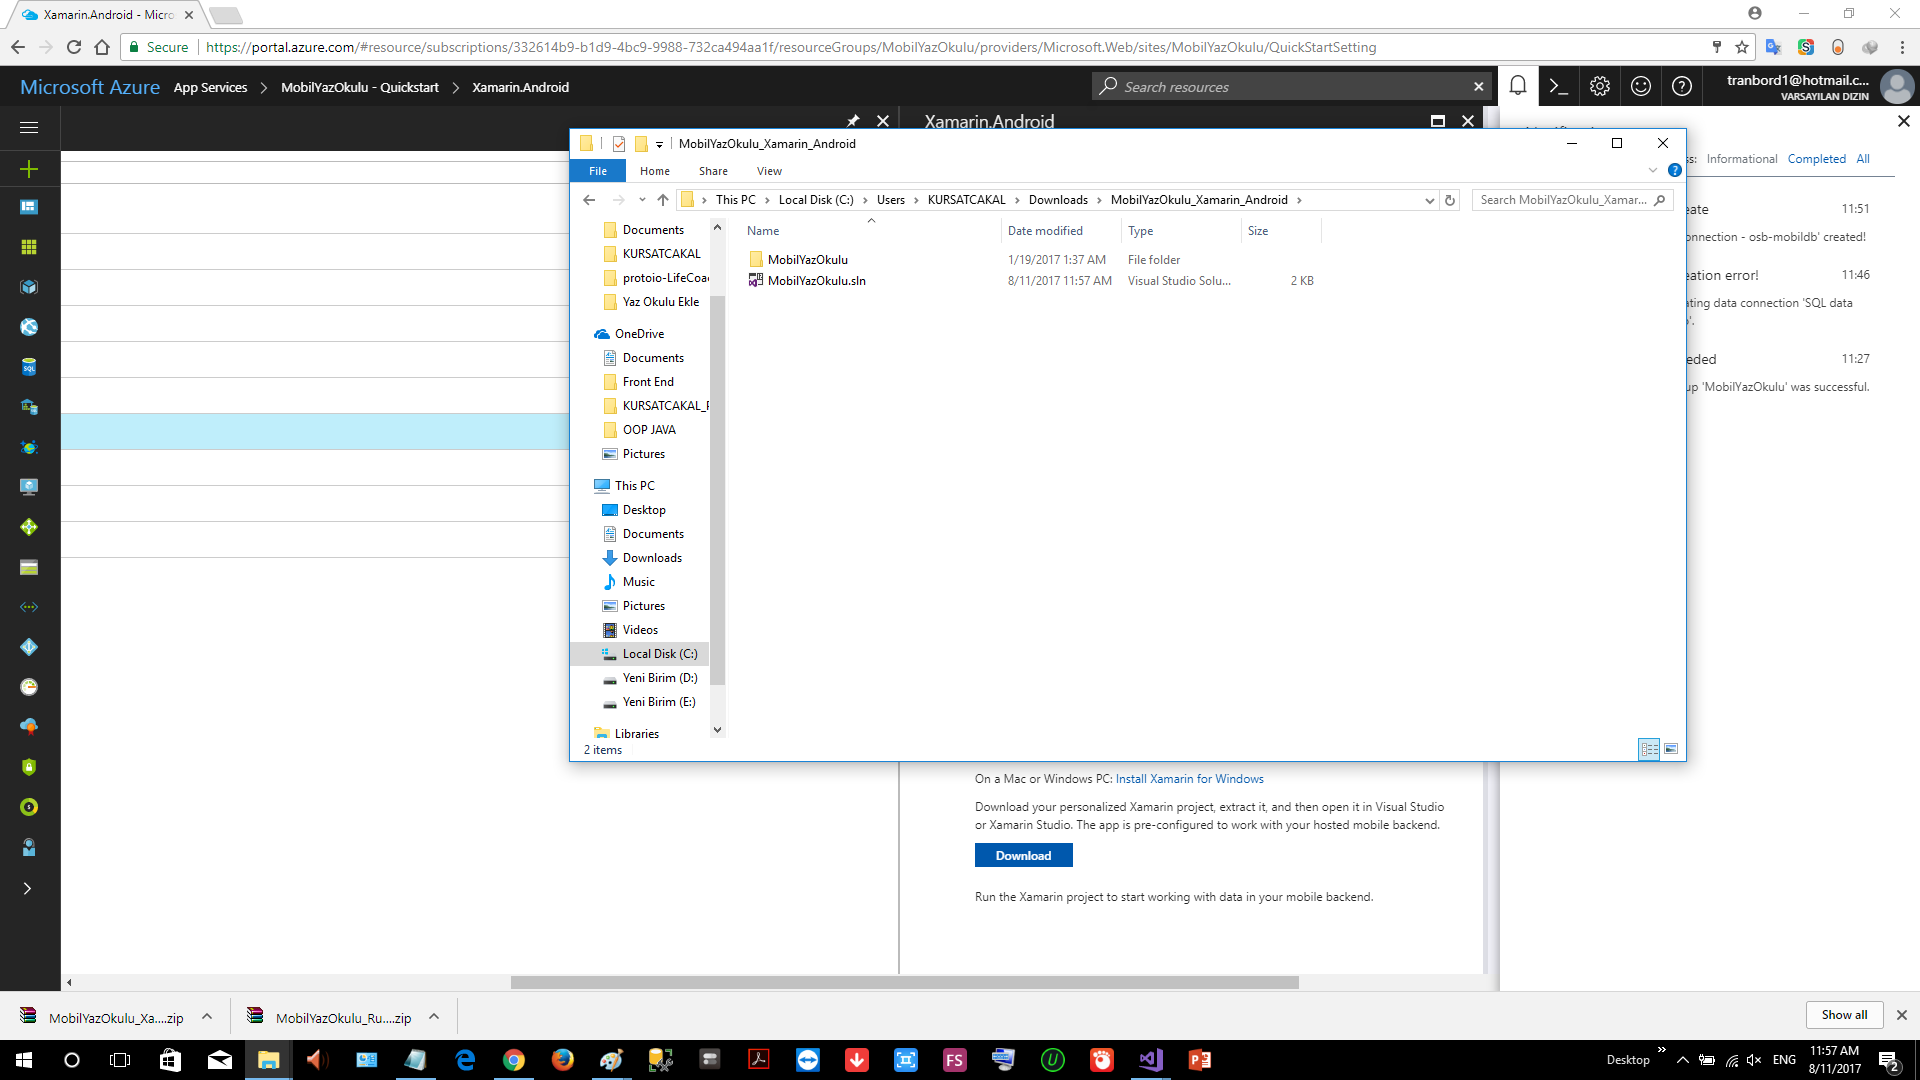 Xamarin.Android - Micro
Secure https://portal.azure.com/#resource/subscriptions/332614b9-b1d9-4bc9-9988-732ca494aa1f/resourceGroups/MobilYazOkulu/providers/Microsoft.Web/sites/MobilYazOkulu/QuickStartSetting
Microsoft Azure App Services > MobilYazOkulu - Quickstart > Xamarin.Android
Search resources
tranbord1@hotmail.c...
VARSAYILAN DIZIN
Xamarin.Android
MobilYazOkulu_Xamarin_Android
File Home Share View
This PC > Local Disk (C:) > Users > KURSATCAKAL > Downloads > MobilYazOkulu_Xamarin_Android >
Search MobilYazOkulu_Xamar...
Name Date modified Type Size
MobilYazOkulu 1/19/2017 1:37 AM File folder
MobilYazOkulu.sln 8/11/2017 11:57 AM Visual Studio Solu... 2 KB
Documents
KURSATCAKAL
protoio-LifeCoa
Yaz Okulu Ekle
OneDrive
Documents
Front End
KURSATCAKAL_
OOP JAVA
Pictures
This PC
Desktop
Documents
Downloads
Music
Pictures
Videos
Local Disk (C:)
Yeni Birim (D:)
Yeni Birim (E:)
Libraries
2 items
s: Informational Completed All
eate 11:51
onnection - osb-mobildb' created!
eation error! 11:46
ating data connection 'SQL data
'.
eded 11:27
up 'MobilYazOkulu' was successful.
On a Mac or Windows PC: Install Xamarin for Windows
Download your personalized Xamarin project, extract it, and then open it in Visual Studio
or Xamarin Studio. The app is pre-configured to work with your hosted mobile backend.
Download
Run the Xamarin project to start working with data in your mobile backend.
MobilYazOkulu_Xa....zip
MobilYazOkulu_Ru....zip
Show all
Desktop
ENG
11:57 AM
8/11/2017
2